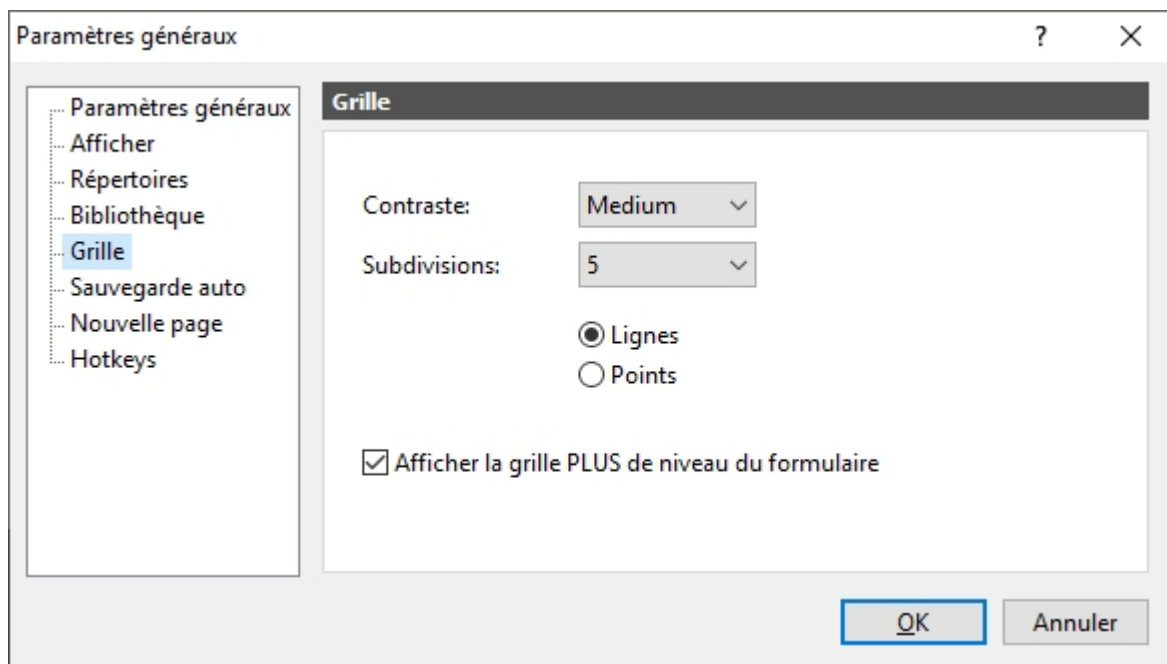 Paramètres généraux
?
Paramètres généraux
Afficher
Répertoires
Bibliothèque
Grille
Sauvegarde auto
Nouvelle page
Hotkeys
Grille
Contraste: Medium
Subdivisions: 5
Lignes
Points
Afficher la grille PLUS de niveau du formulaire
OK Annuler